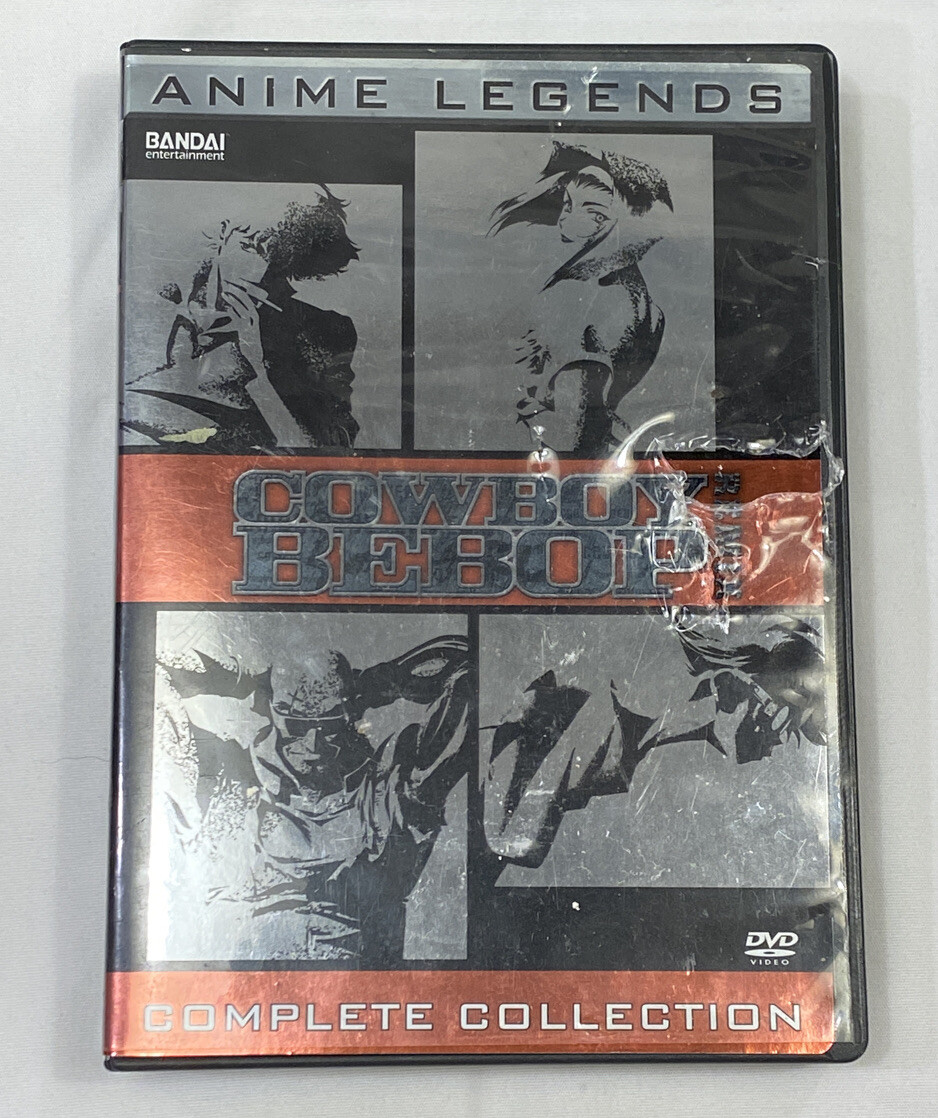 ANIME LEGENDS
BANDAI
entertainment
COWBOY
BEBOP
DVD
VIDEO
COMPLETE COLLECTION